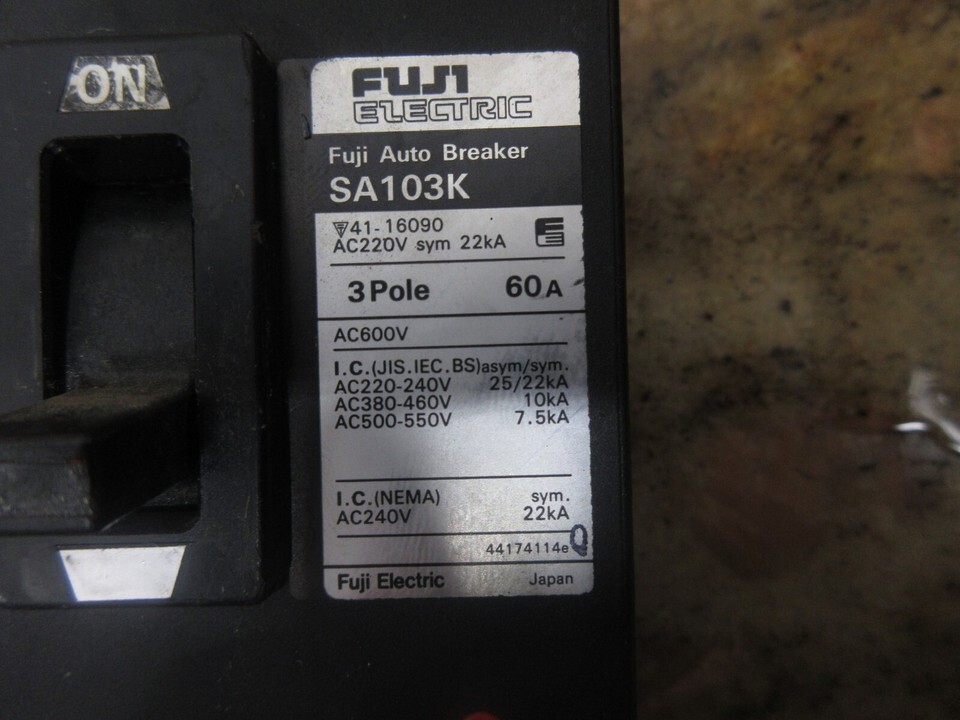 ON
FUJI
ELECTRIC
Fuji Auto Breaker
SA103K
41-16090
AC220V sym 22kA
3Pole 60A
AC600V
I.C.(JIS.IEC.BS)asym/sym.
AC220-240V 25/22kA
AC380-460V 10kA
AC500-550V 7.5kA
I.C.(NEMA) sym.
AC240V 22kA
44174114e
Fuji Electric Japan